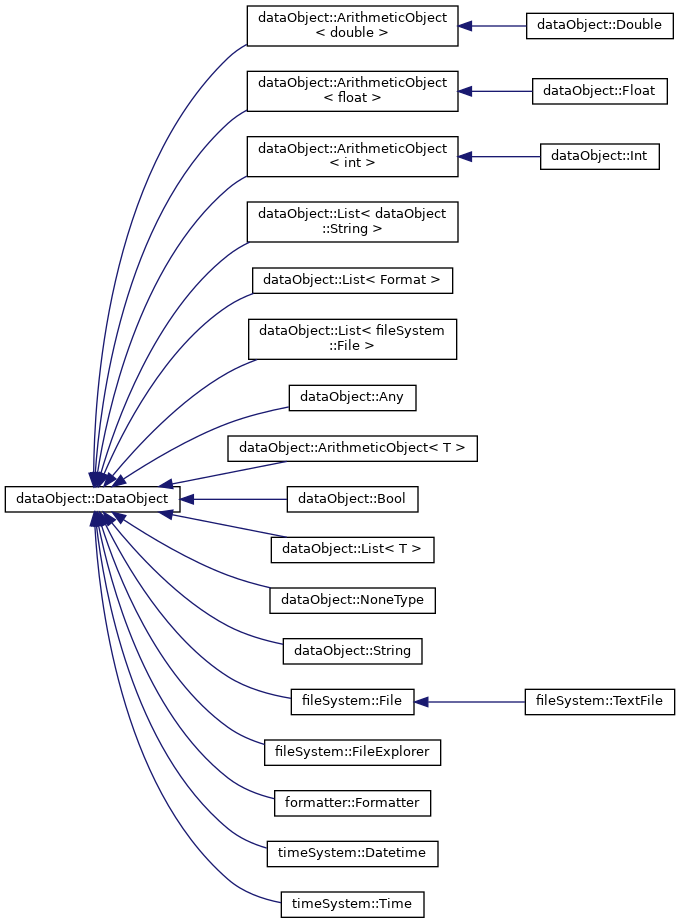 dataObject::ArithmeticObject
< double >
dataObject::Double
dataObject::ArithmeticObject
< float >
dataObject::Float
dataObject::ArithmeticObject
< int >
dataObject::Int
dataObject::List< dataObject
::String >
dataObject::List< Format >
dataObject::List< fileSystem
::File >
dataObject::Any
dataObject::ArithmeticObject< T >
dataObject::DataObject
dataObject::Bool
dataObject::List< T >
dataObject::NoneType
dataObject::String
fileSystem::File
fileSystem::TextFile
fileSystem::FileExplorer
formatter::Formatter
timeSystem::Datetime
timeSystem::Time